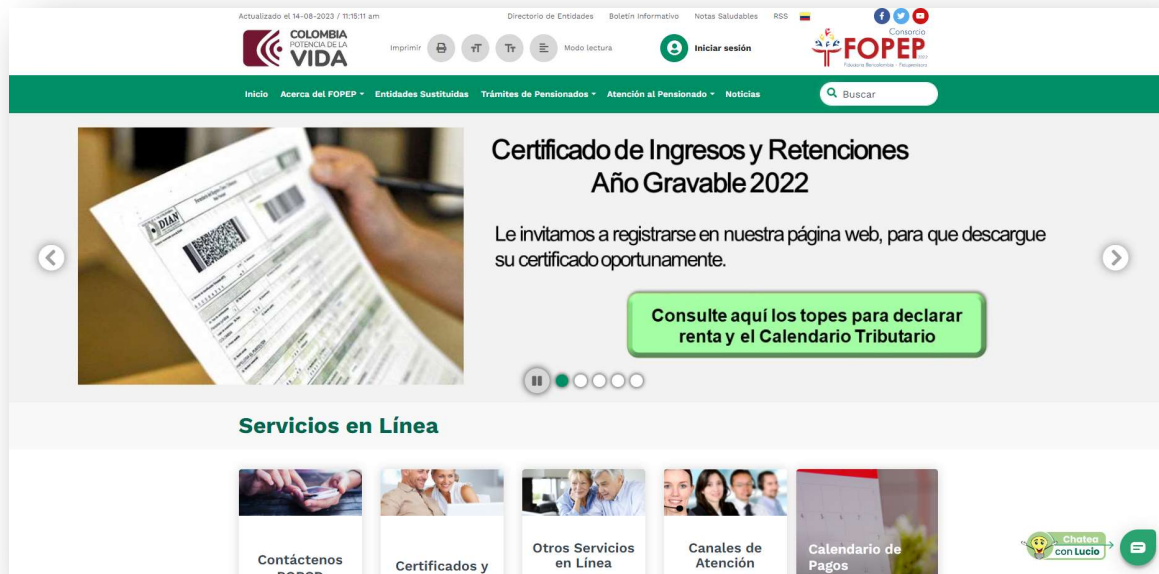 Actualizado el 14-08-2023 / 11:15:11 am
Directorio de Entidades Boletín Informativo Notas Saludables RSS
COLOMBIA
POTENCIA DE LA
VIDA
Imprimir
Modo lectura
Iniciar sesión
Consorcio
FOPEP
Inicio Acerca del FOPEP Entidades Sustituidas Trámites de Pensionados Atención al Pensionado Noticias
Buscar
DIAN
Certificado de Ingresos y Retenciones
Año Gravable 2022
Le invitamos a registrarse en nuestra página web, para que descargue
su certificado oportunamente.
Consulte aquí los topes para declarar
renta y el Calendario Tributario
Servicios en Línea
Contáctenos
Certificados y
Otros Servicios
en Línea
Canales de
Atención
Calendario de
Pagos
Chatea
con Lucio